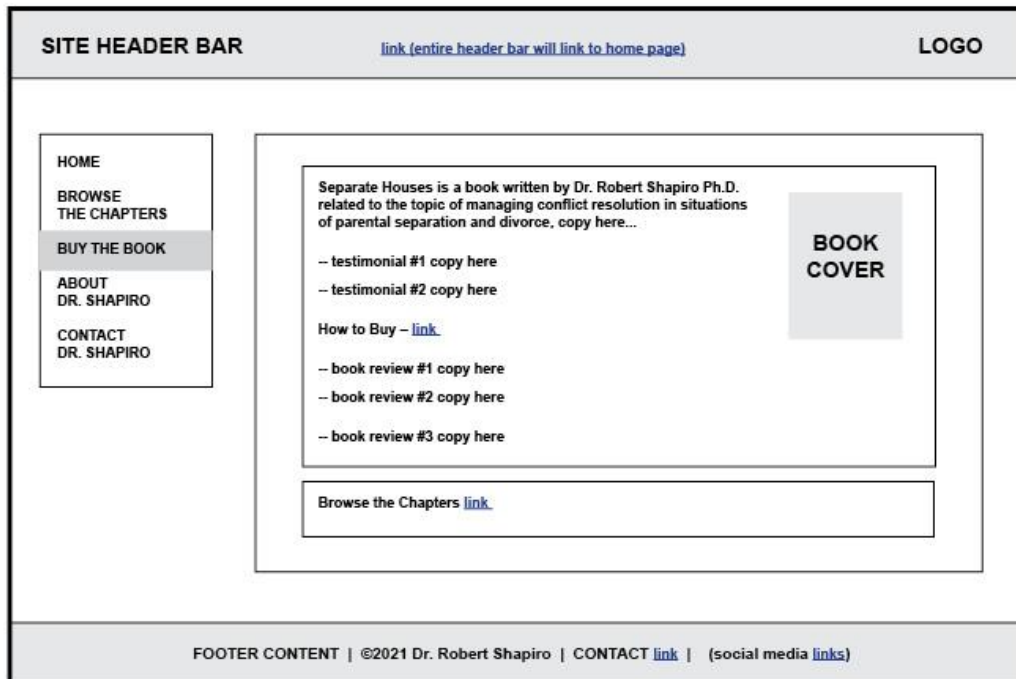 SITE HEADER BAR link (entire header bar will link to home page) LOGO
HOME
BROWSE
THE CHAPTERS
BUY THE BOOK
ABOUT
DR. SHAPIRO
CONTACT
DR. SHAPIRO
Separate Houses is a book written by Dr. Robert Shapiro Ph.D.
related to the topic of managing conflict resolution in situations
of parental separation and divorce, copy here...
-- testimonial #1 copy here
-- testimonial #2 copy here
How to Buy – link
-- book review #1 copy here
-- book review #2 copy here
-- book review #3 copy here
BOOK
COVER
Browse the Chapters link
FOOTER CONTENT | ©2021 Dr. Robert Shapiro | CONTACT link | (social media links)